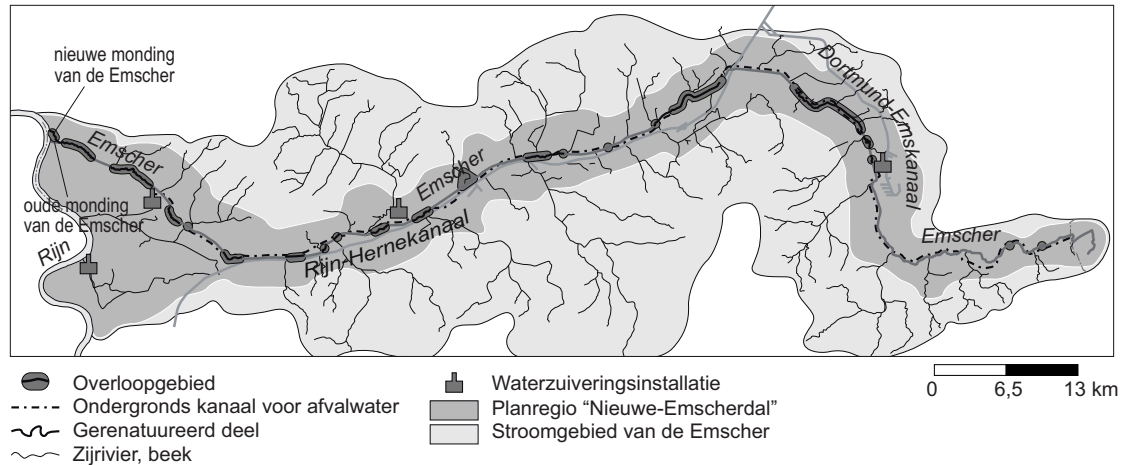 nieuwe monding
van de Emscher
Emscher
oude monding
van de Emscher
Rijn
Emscher
Rijn-Hernekanaal
Dortmund-Emskanaal
Emscher
Overloopgebied
Ondergronds kanaal voor afvalwater
Gerenatuureerd deel
Zijrivier, beek
Waterzuiveringsinstallatie
Planregio “Nieuwe-Emscherdal”
Stroomgebied van de Emscher
0 6,5 13 km